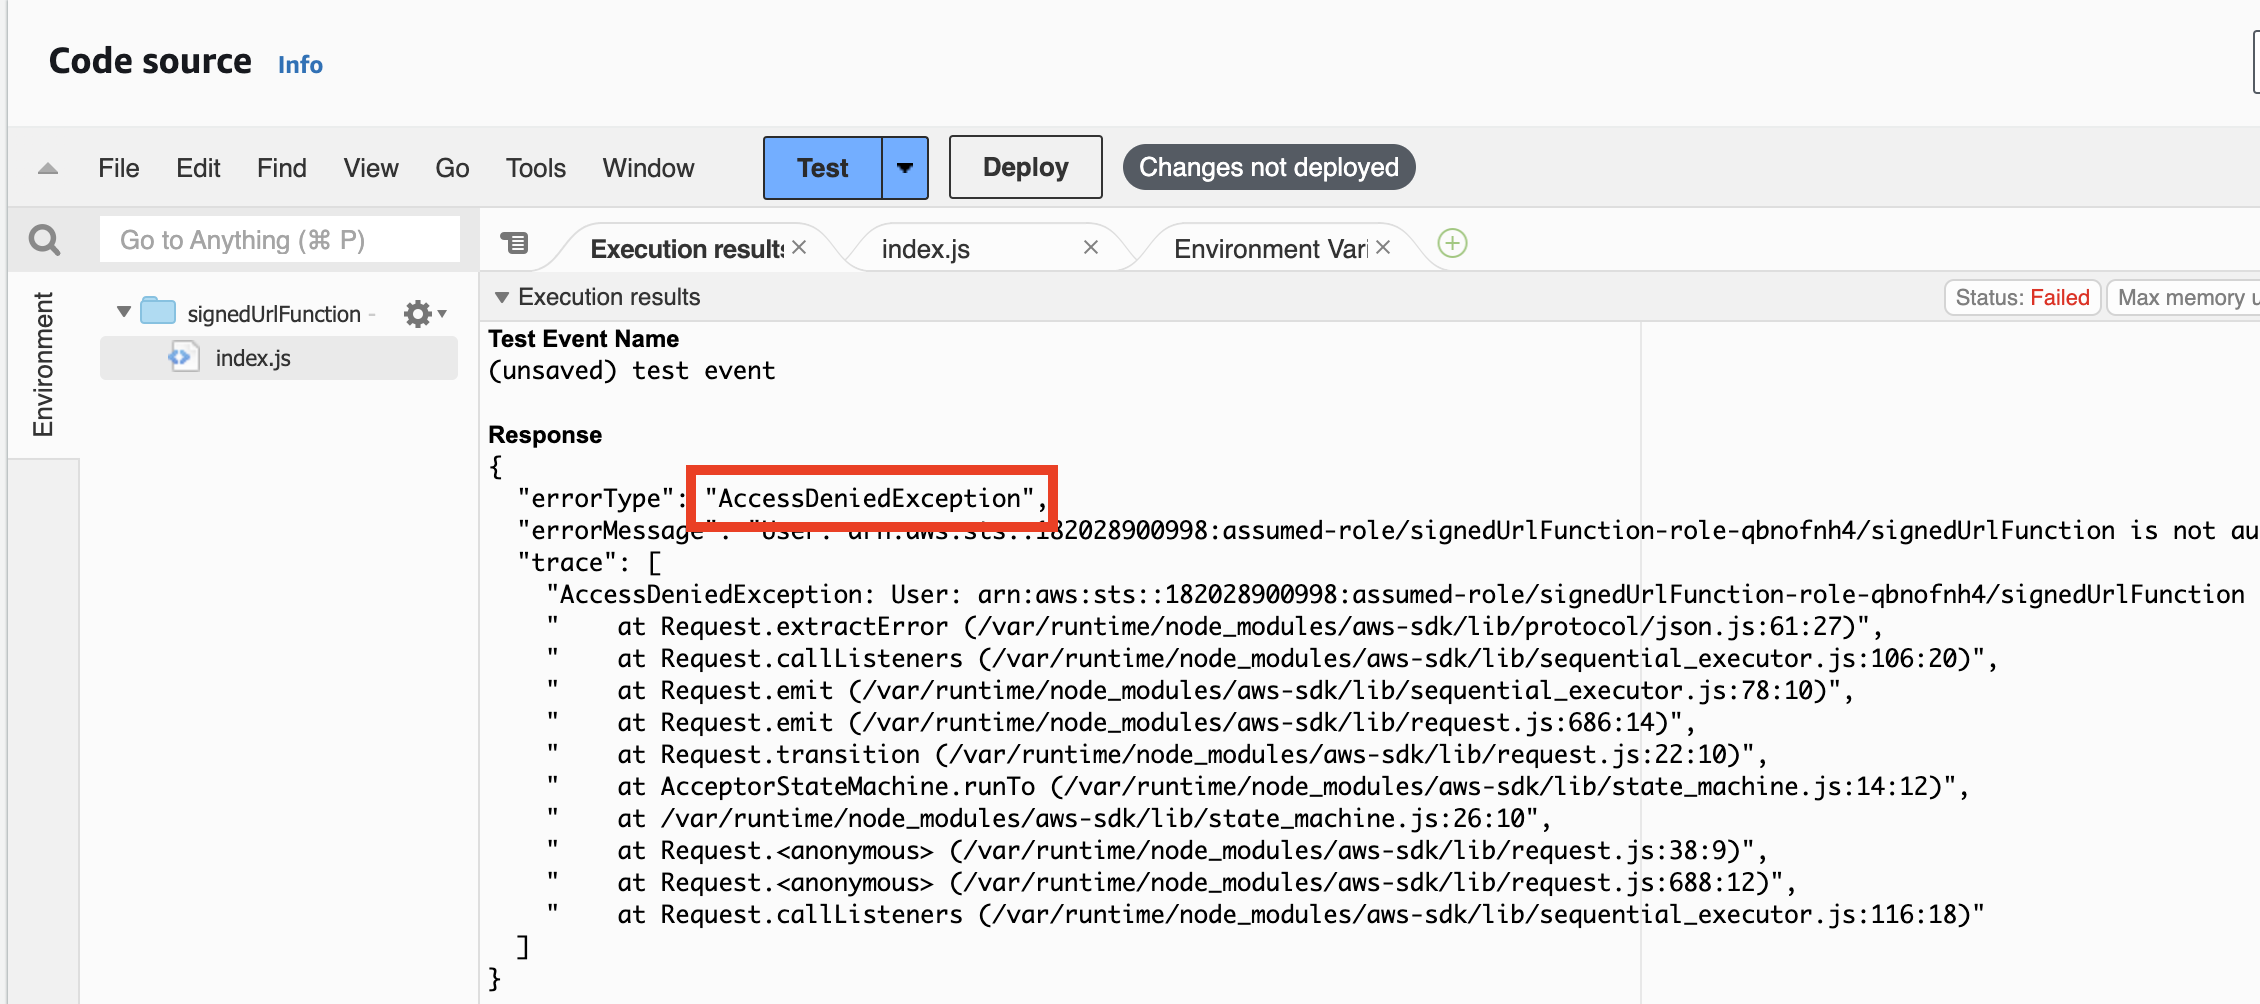 Code source Info
File Edit Find View Go Tools Window Test Deploy Changes not deployed
Go to Anything (⌘ P) Execution results index.js Environment Vari
Environment
signedUrlFunction -
index.js
Execution results Status: Failed Max memory u
Test Event Name
(unsaved) test event
Response
{
"errorType": "AccessDeniedException",
"errorMessage": "User: arn:aws:sts::182028900998:assumed-role/signedUrlFunction-role-qbnofnh4/signedUrlFunction is not au
"trace": [
"AccessDeniedException: User: arn:aws:sts::182028900998:assumed-role/signedUrlFunction-role-qbnofnh4/signedUrlFunction
" at Request.extractError (/var/runtime/node_modules/aws-sdk/lib/protocol/json.js:61:27)",
" at Request.callListeners (/var/runtime/node_modules/aws-sdk/lib/sequential_executor.js:106:20)",
" at Request.emit (/var/runtime/node_modules/aws-sdk/lib/sequential_executor.js:78:10)",
" at Request.emit (/var/runtime/node_modules/aws-sdk/lib/request.js:686:14)",
" at Request.transition (/var/runtime/node_modules/aws-sdk/lib/request.js:22:10)",
" at AcceptorStateMachine.runTo (/var/runtime/node_modules/aws-sdk/lib/state_machine.js:14:12)",
" at /var/runtime/node_modules/aws-sdk/lib/state_machine.js:26:10",
" at Request.<anonymous> (/var/runtime/node_modules/aws-sdk/lib/request.js:38:9)",
" at Request.<anonymous> (/var/runtime/node_modules/aws-sdk/lib/request.js:688:12)",
" at Request.callListeners (/var/runtime/node_modules/aws-sdk/lib/sequential_executor.js:116:18)"
]
}